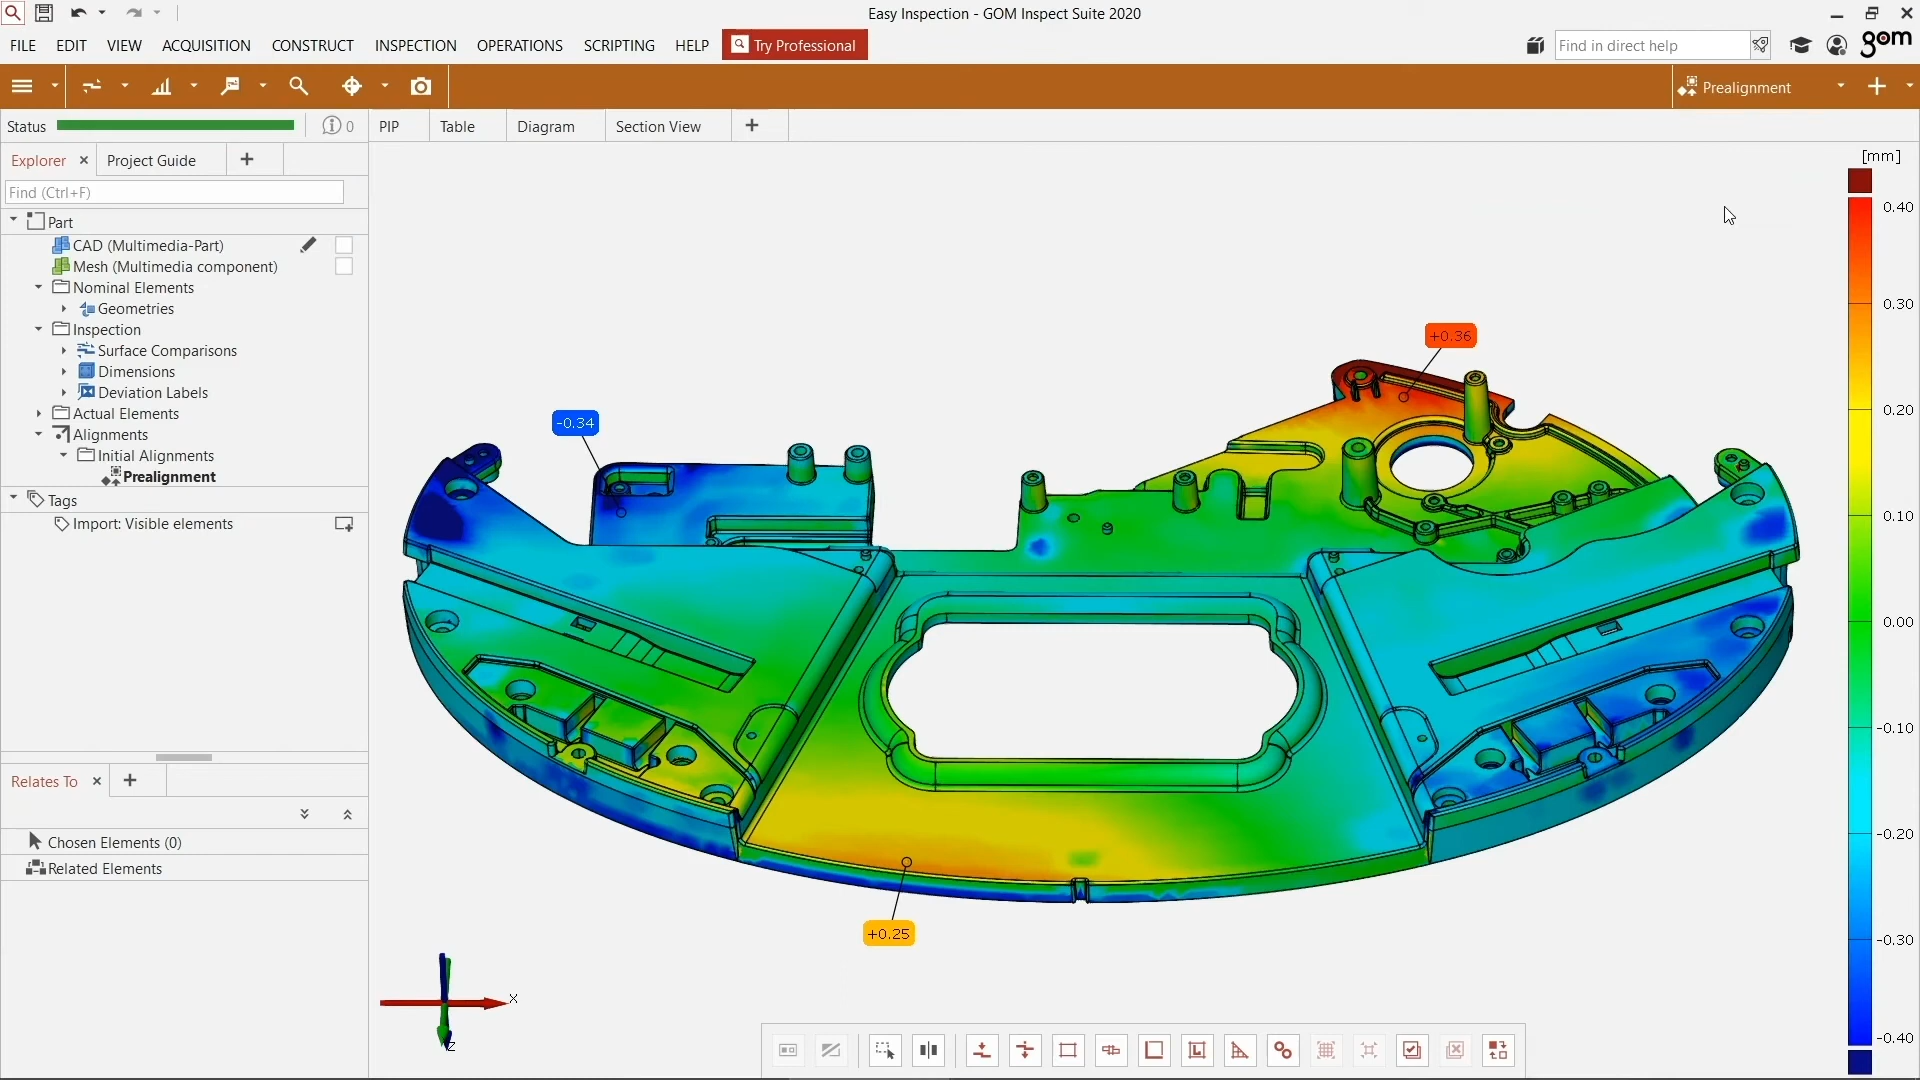 Easy Inspection - GOM Inspect Suite 2020
FILE EDIT VIEW ACQUISITION CONSTRUCT INSPECTION OPERATIONS SCRIPTING HELP Try Professional Find in direct help gom
Prealignment
Status 0 PIP Table Diagram Section View
Explorer Project Guide
Find (Ctrl+F)
Part
CAD (Multimedia-Part)
Mesh (Multimedia component)
Nominal Elements
Geometries
Inspection
Surface Comparisons
Dimensions
Deviation Labels
Actual Elements
Alignments
Initial Alignments
Prealignment
Tags
Import: Visible elements
Relates To
Chosen Elements (0)
Related Elements
+0.36
-0.34
+0.25
x
z
[mm]
0.40
0.30
0.20
0.10
0.00
-0.10
-0.20
-0.30
-0.40